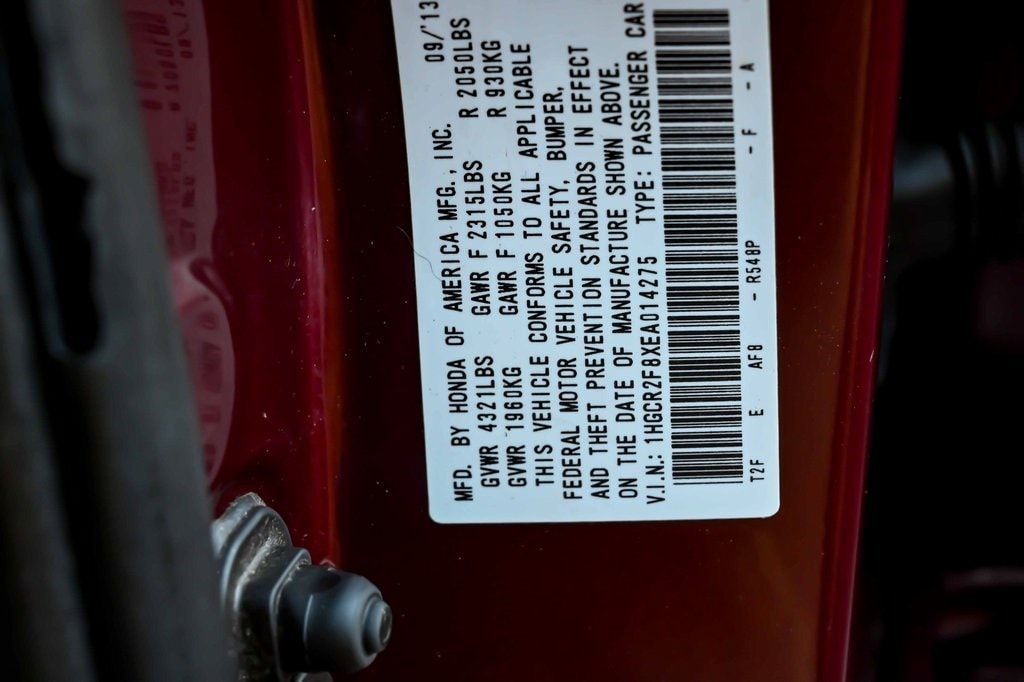 MFD. BY HONDA OF AMERICA MFG., INC. 09/'13
GVWR 4321LBS GAWR F 2315LBS R 2050LBS
GVWR 1960KG GAWR F 1050KG R 930KG
THIS VEHICLE CONFORMS TO ALL APPLICABLE
FEDERAL MOTOR VEHICLE SAFETY, BUMPER,
AND THEFT PREVENTION STANDARDS IN EFFECT
ON THE DATE OF MANUFACTURE SHOWN ABOVE.
V.I.N.: 1HGCR2F8XEA014275 TYPE: PASSENGER CAR
T2F E AF8 - R548P - F - A